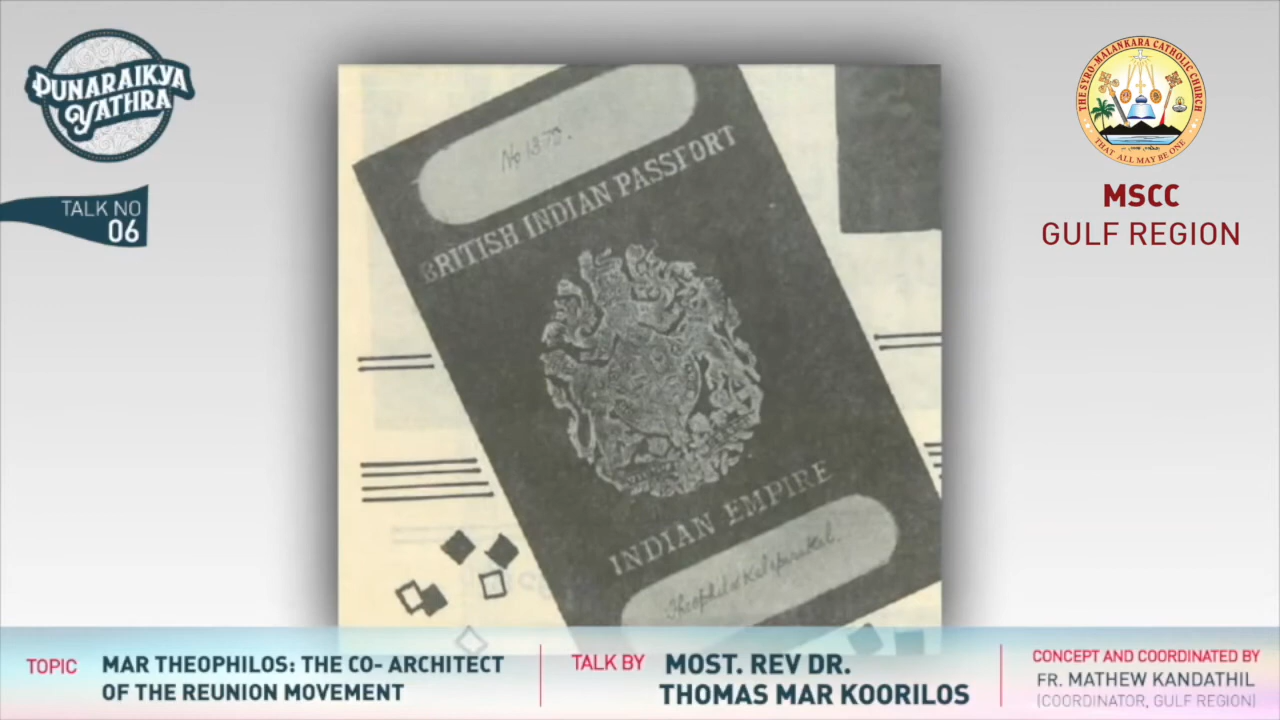 PUNARAIKYA
YATHRA
TALK NO
06
No 1373.
BRITISH INDIAN PASSPORT
INDIAN EMPIRE
THE SYRO-MALANKARA CATHOLIC CHURCH
THAT ALL MAY BE ONE
MSCC
GULF REGION
TOPIC
MAR THEOPHILOS: THE CO- ARCHITECT
OF THE REUNION MOVEMENT
TALK BY
MOST. REV DR.
THOMAS MAR KOORILOS
CONCEPT AND COORDINATED BY
FR. MATHEW KANDATHIL
(COORDINATOR, GULF REGION)